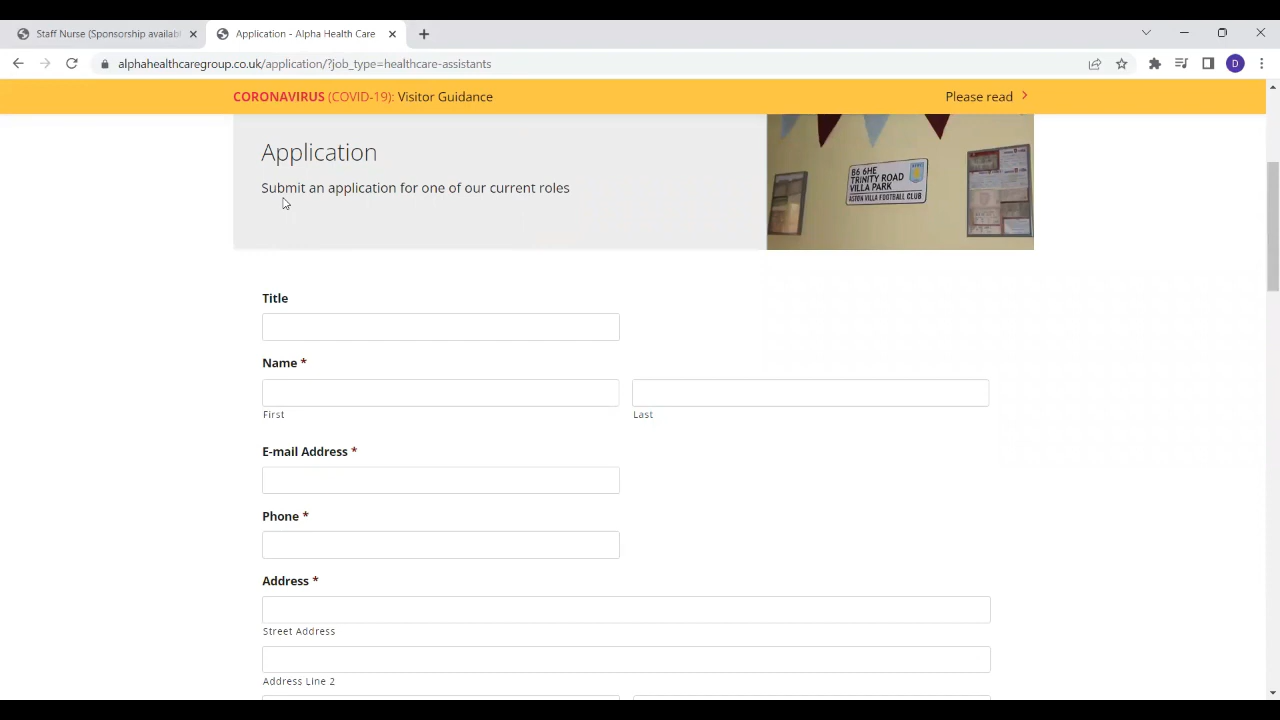 Staff Nurse (Sponsorship availab
Application - Alpha Health Care
alphahealthcaregroup.co.uk/application/?job_type=healthcare-assistants
D
CORONAVIRUS (COVID-19): Visitor Guidance
Please read
Application
Submit an application for one of our current roles
B6 6HE
TRINITY ROAD
VILLA PARK
ASTON VILLA FOOTBALL CLUB
Title
Name *
First
Last
E-mail Address *
Phone *
Address *
Street Address
Address Line 2